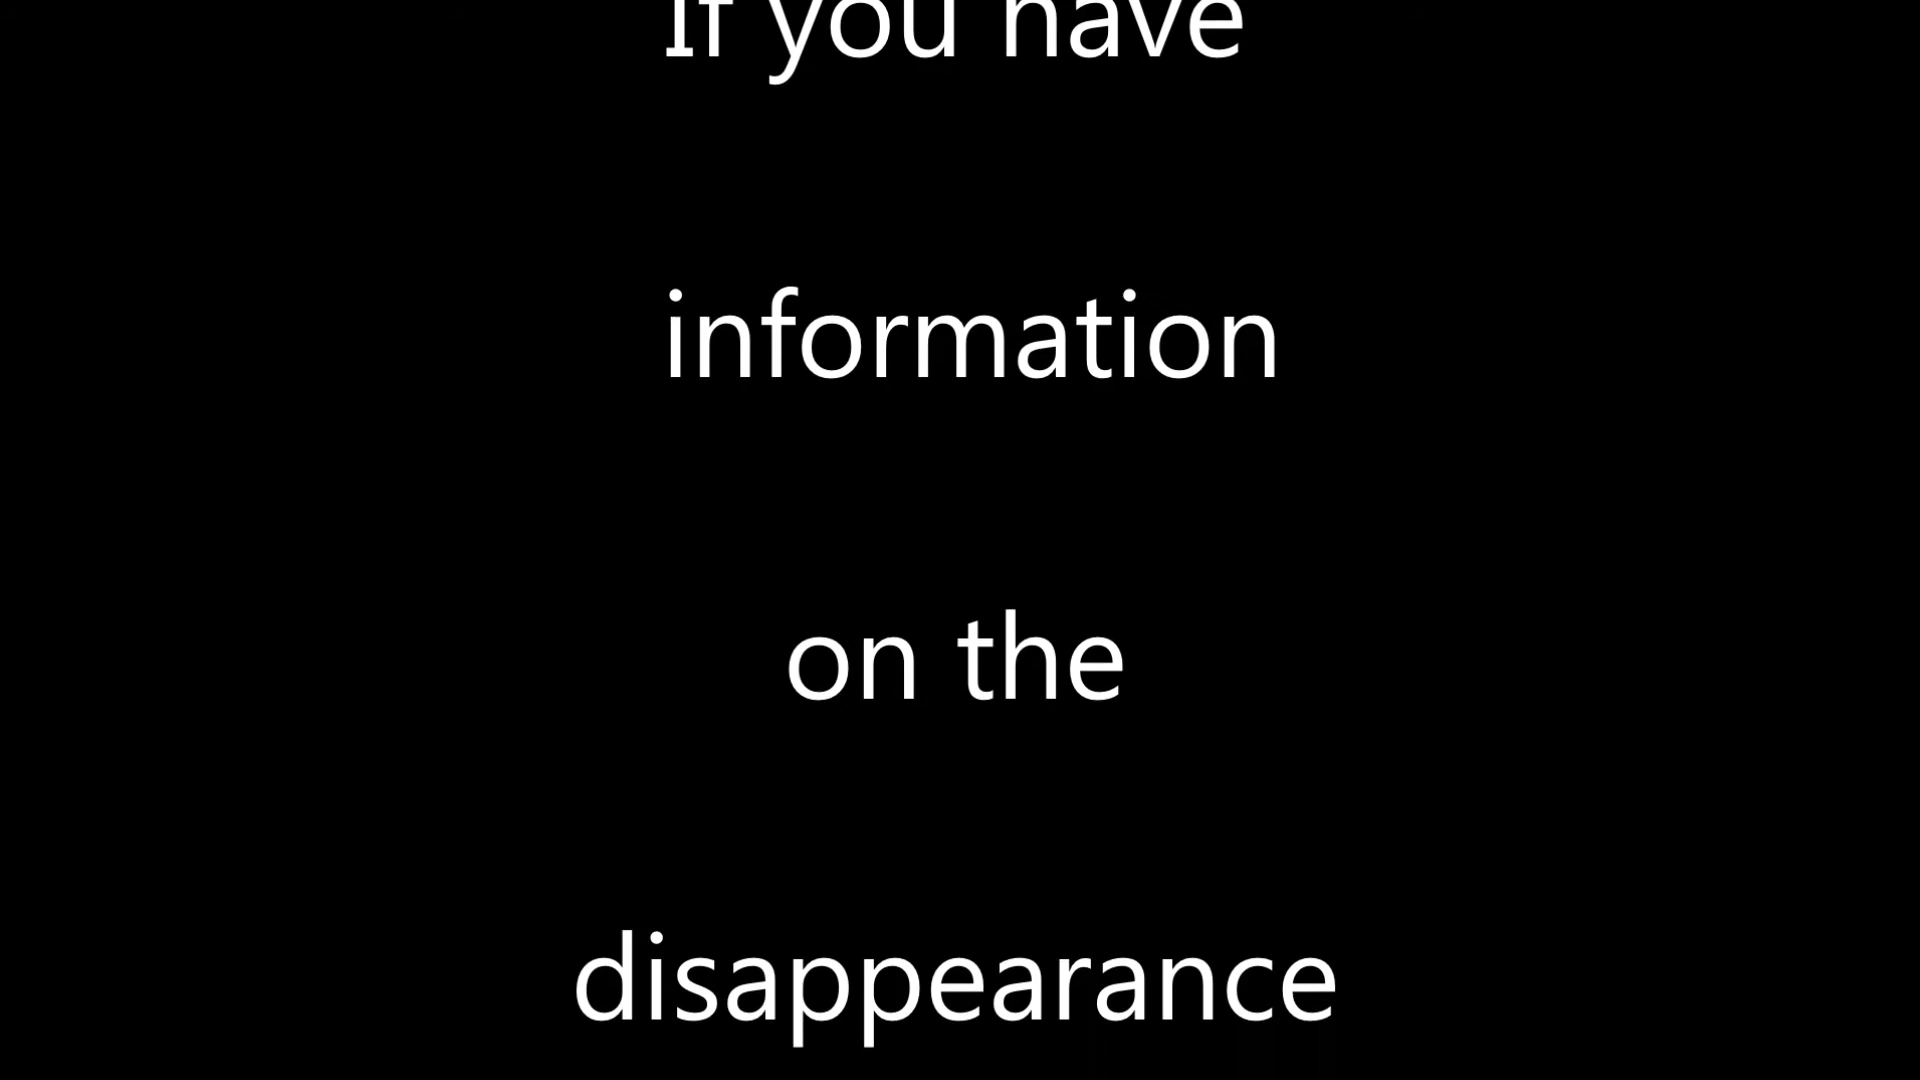 If you have
information
on the
disappearance